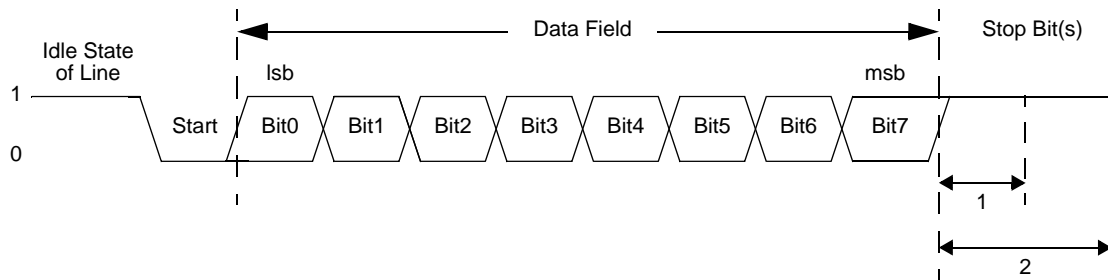 Data Field
Stop Bit(s)
Idle State
of Line
lsb
msb
1
Start
Bit0
Bit1
Bit2
Bit3
Bit4
Bit5
Bit6
Bit7
0
1
2